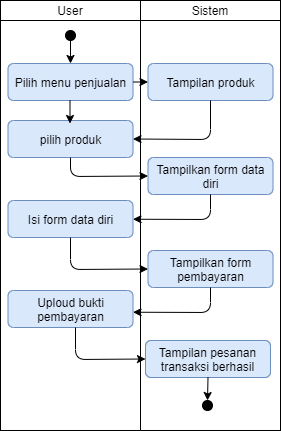 User
Sistem
Pilih menu penjualan
Tampilan produk
pilih produk
Tampilkan form data
diri
Isi form data diri
Tampilkan form
pembayaran
Uploud bukti
pembayaran
Tampilan pesanan
transaksi berhasil